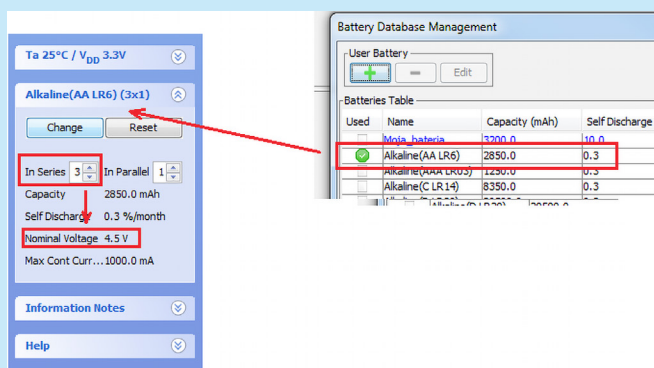 Ta 25°C / VDD 3.3V
Alkaline(AA LR6) (3x1)
Change Reset
In Series 3 In Parallel 1
Capacity 2850.0 mAh
Self Discharge 0.3 %/month
Nominal Voltage 4.5 V
Max Cont Curr... 1000.0 mA
Information Notes
Help
Battery Database Management
User Battery
Edit
Batteries Table
Used Name Capacity (mAh) Self Discharge
Moja_bateria 3200.0 10.0
Alkaline(AA LR6) 2850.0 0.3
Alkaline(AAA LR03) 1250.0 0.3
Alkaline(C LR14) 8350.0 0.3